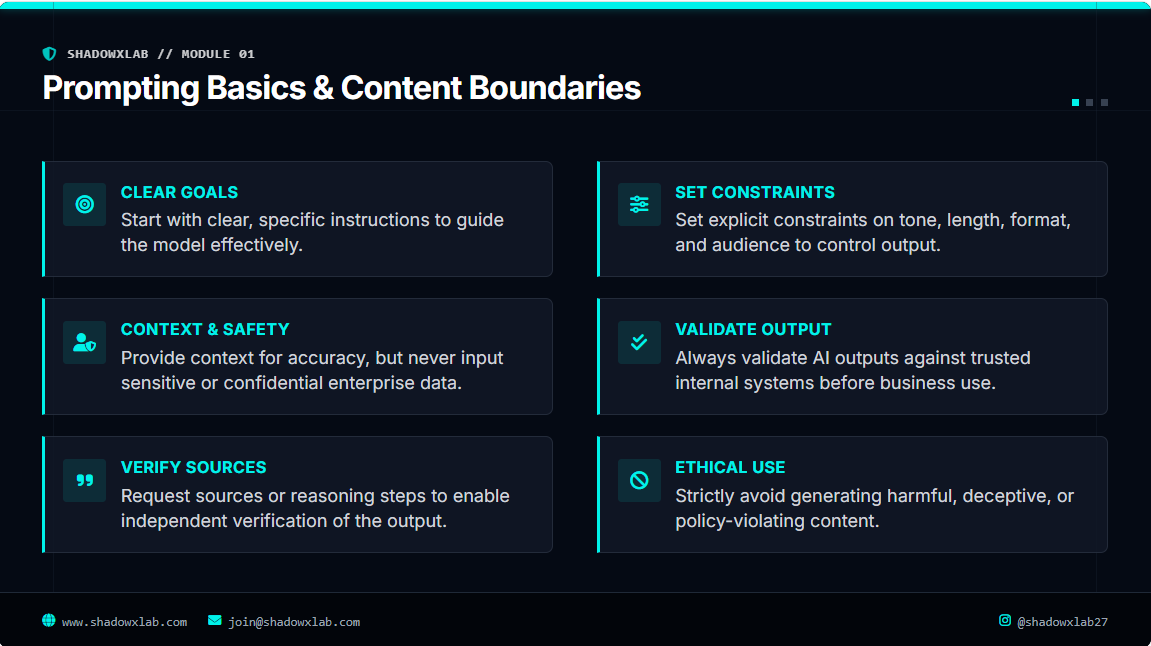 SHADOWXLAB // MODULE 01
Prompting Basics & Content Boundaries
CLEAR GOALS
Start with clear, specific instructions to guide
the model effectively.
SET CONSTRAINTS
Set explicit constraints on tone, length, format,
and audience to control output.
CONTEXT & SAFETY
Provide context for accuracy, but never input
sensitive or confidential enterprise data.
VALIDATE OUTPUT
Always validate AI outputs against trusted
internal systems before business use.
VERIFY SOURCES
Request sources or reasoning steps to enable
independent verification of the output.
ETHICAL USE
Strictly avoid generating harmful, deceptive, or
policy-violating content.
www.shadowxlab.com
join@shadowxlab.com
@shadowxlab27